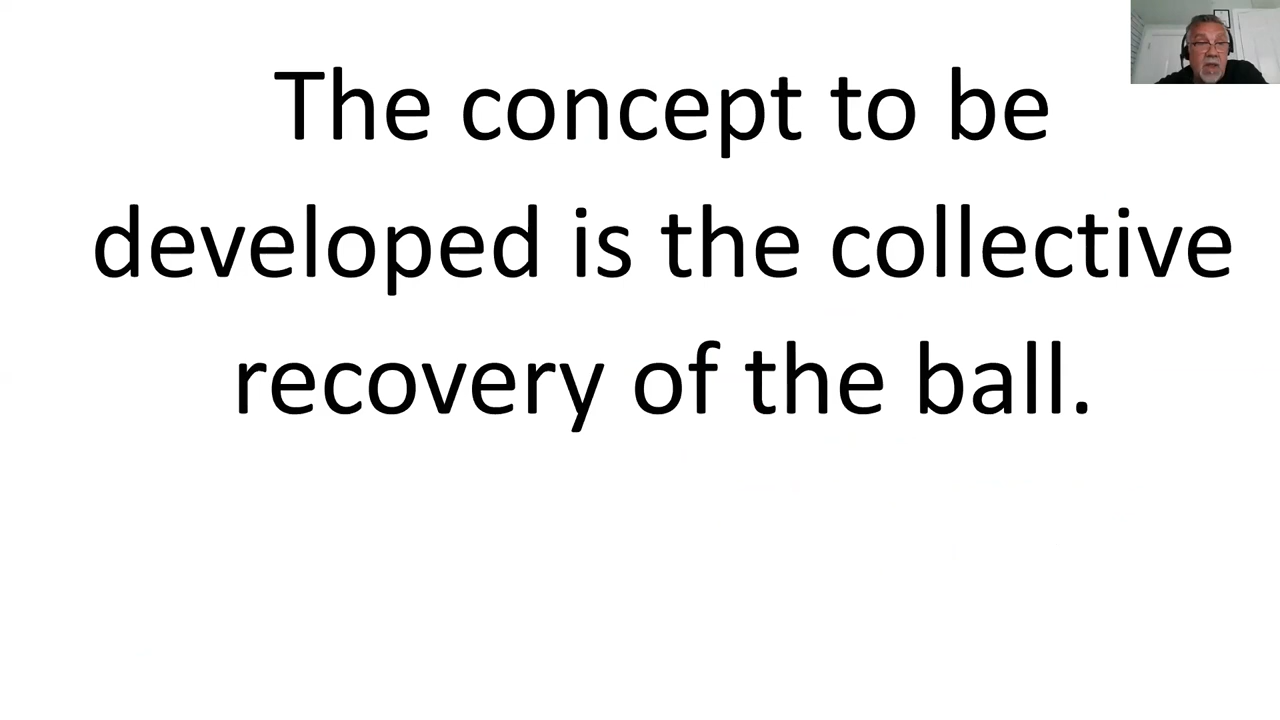 The concept to be
developed is the collective
recovery of the ball.